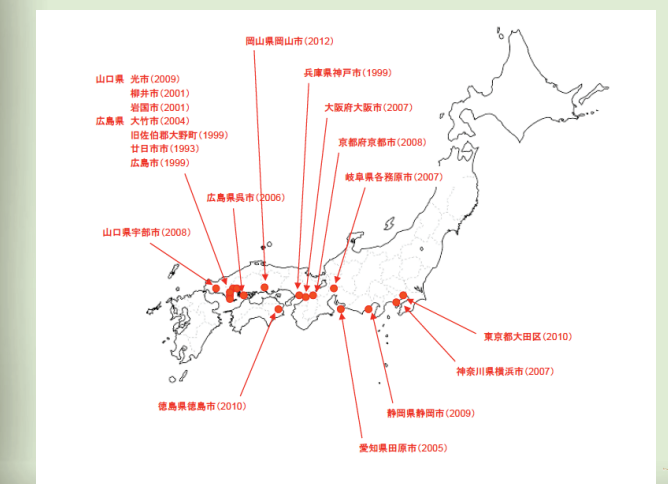 岡山県岡山市(2012)
兵庫県神戸市(1999)
山口県 光市(2009)
柳井市(2001)
岩国市(2001)
広島県 大竹市(2004)
旧佐伯郡大野町(1999)
廿日市市(1993)
広島市(1999)
大阪府大阪市(2007)
京都府京都市(2008)
岐阜県各務原市(2007)
広島県呉市(2006)
山口県宇部市(2008)
東京都大田区(2010)
神奈川県横浜市(2007)
徳島県徳島市(2010)
静岡県静岡市(2009)
愛知県田原市(2005)